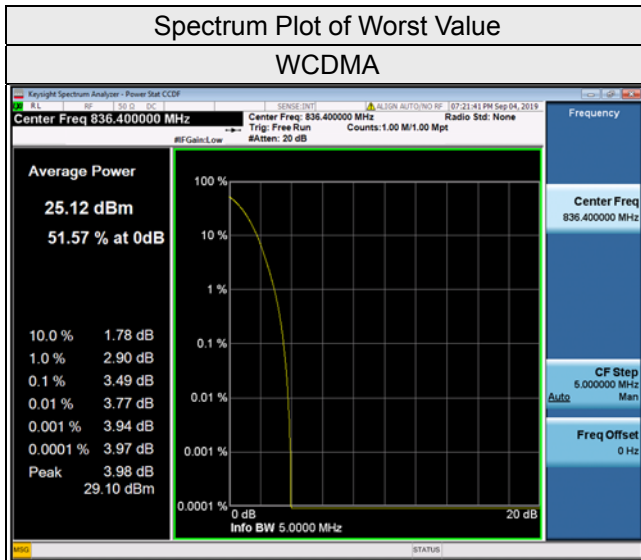 Spectrum Plot of Worst Value
WCDMA
Keysight Spectrum Analyzer - Power Stat CCDF
RL RF 50 Ω DC SENSE:INT ALIGN AUTO/NO RF 07:21:41 PM Sep 04, 2019
Center Freq 836.400000 MHz
Center Freq: 836.400000 MHz Radio Std: None
Trig: Free Run Counts:1.00 M/1.00 Mpt
#IFGain:Low #Atten: 20 dB
Frequency
Average Power
25.12 dBm
51.57 % at 0dB
10.0 % 1.78 dB
1.0 % 2.90 dB
0.1 % 3.49 dB
0.01 % 3.77 dB
0.001 % 3.94 dB
0.0001 % 3.97 dB
Peak 3.98 dB
29.10 dBm
100 %
10 %
1 %
0.1 %
0.01 %
0.001 %
0.0001 %
0 dB 20 dB
Info BW 5.0000 MHz
Center Freq
836.400000 MHz
CF Step
5.000000 MHz
Auto Man
Freq Offset
0 Hz
MSG STATUS